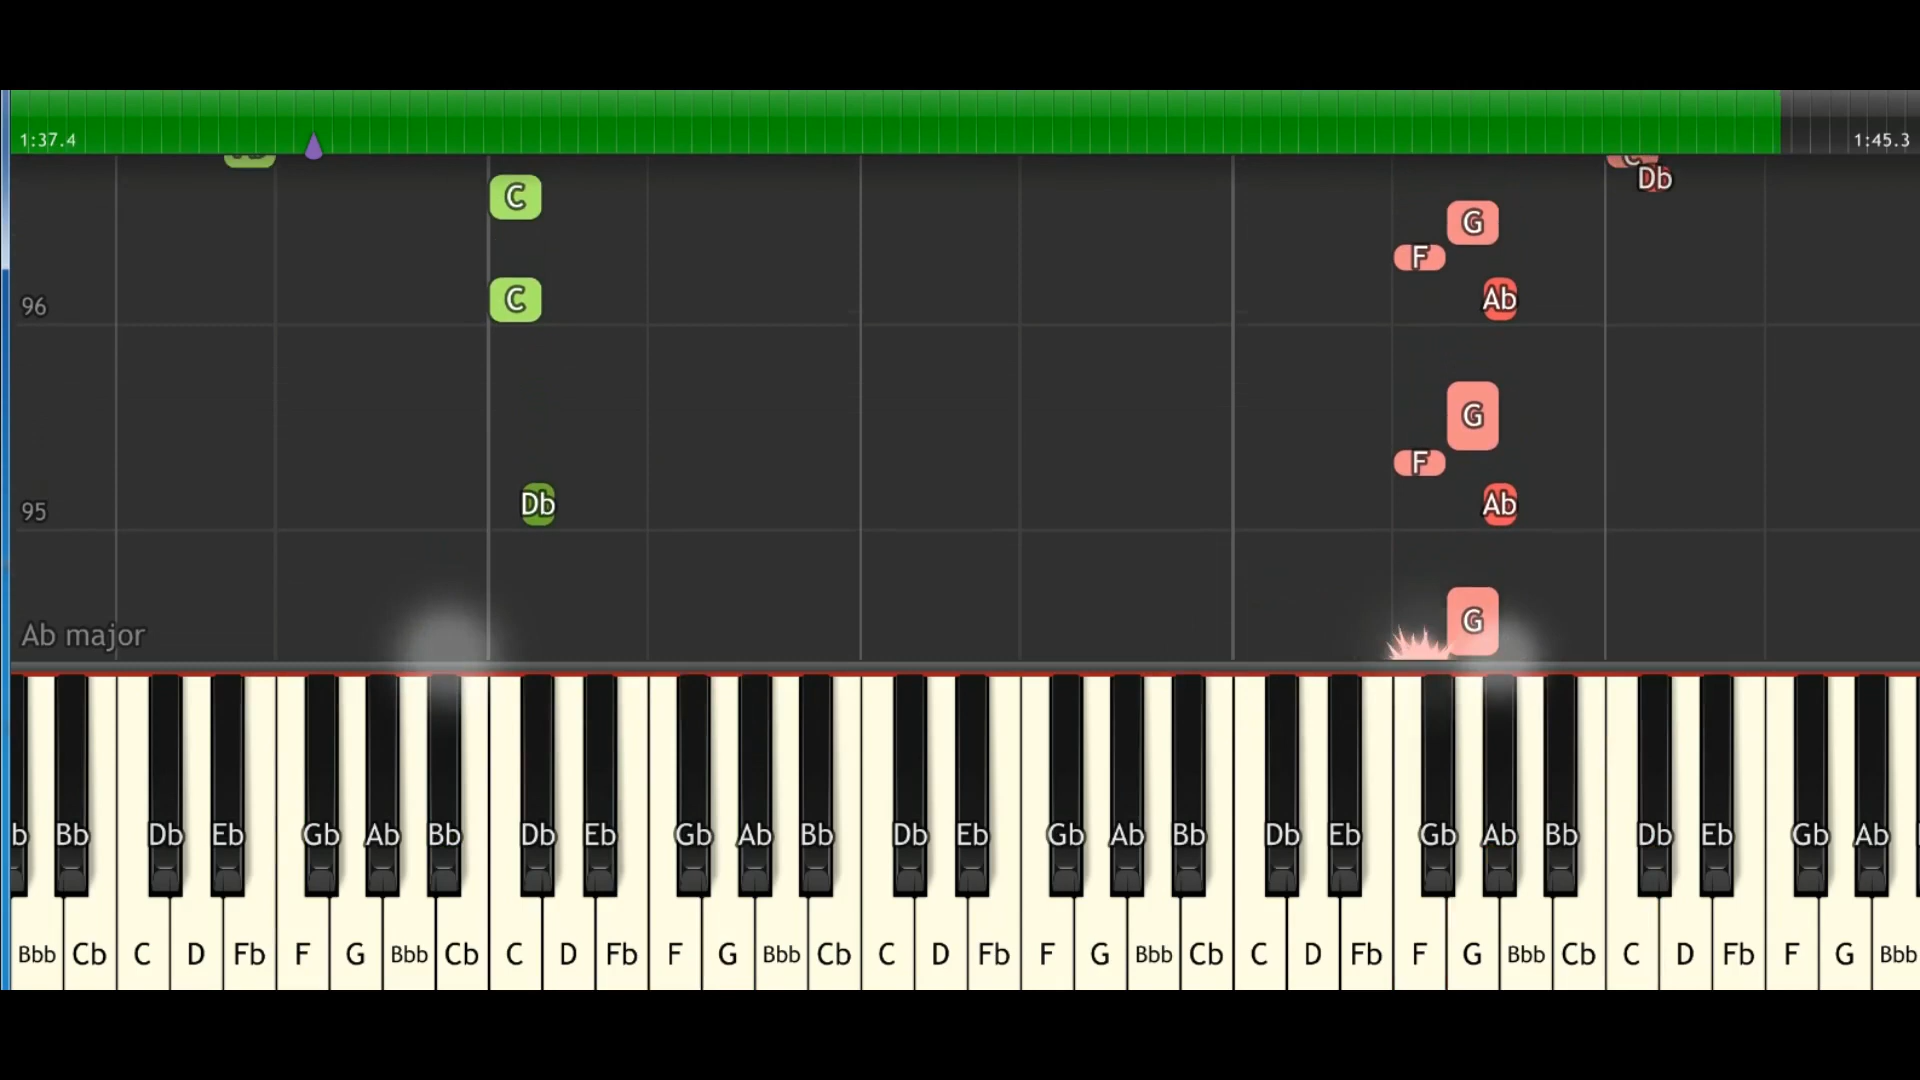 1:37.4 1:45.3
C Db
C G
F
96 C Ab
G
F
95 Db Ab
Ab major G
b Bb Db Eb Gb Ab Bb Db Eb Gb Ab Bb Db Eb Gb Ab Bb Db Eb Gb Ab Bb Db Eb Gb Ab
Bbb Cb C D Fb F G Bbb Cb C D Fb F G Bbb Cb C D Fb F G Bbb Cb C D Fb F G Bbb Cb C D Fb F G Bbb